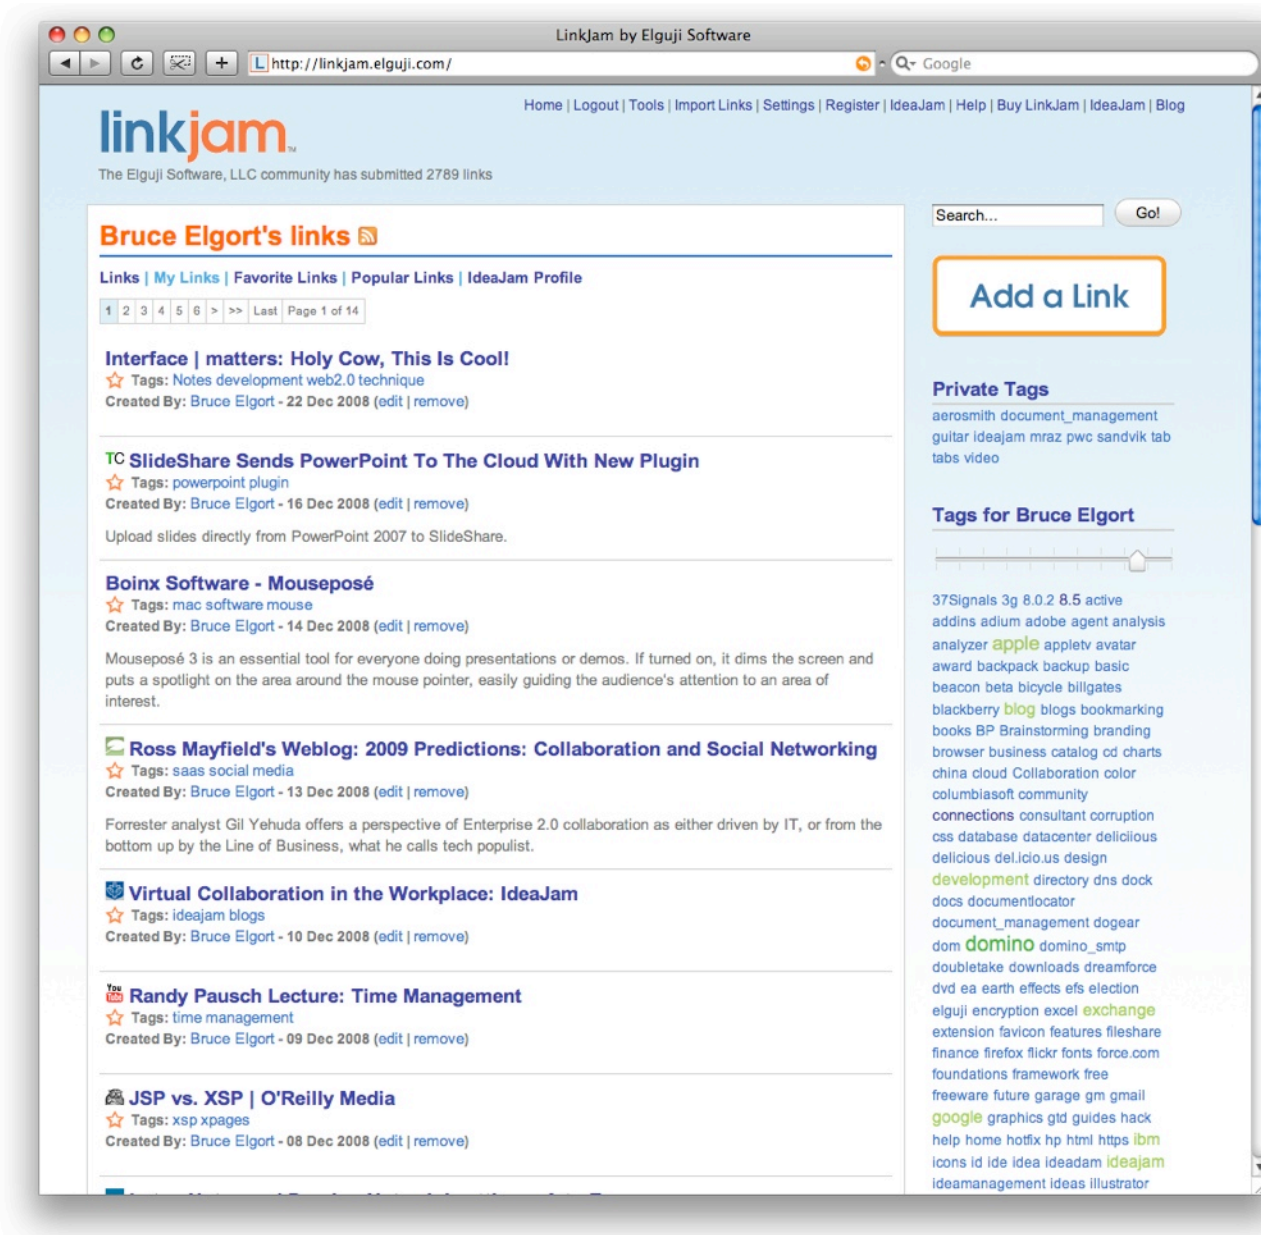 LinkJam by Elguji Software
http://linkjam.elguji.com/
Google
Home | Logout | Tools | Import Links | Settings | Register | IdeaJam | Help | Buy LinkJam | IdeaJam | Blog
linkjam™
The Elguji Software, LLC community has submitted 2789 links
Bruce Elgort's links
Links | My Links | Favorite Links | Popular Links | IdeaJam Profile
1 2 3 4 5 6 > >> Last Page 1 of 14
Interface | matters: Holy Cow, This Is Cool!
Tags: Notes development web2.0 technique
Created By: Bruce Elgort - 22 Dec 2008 (edit | remove)
TC SlideShare Sends PowerPoint To The Cloud With New Plugin
Tags: powerpoint plugin
Created By: Bruce Elgort - 16 Dec 2008 (edit | remove)
Upload slides directly from PowerPoint 2007 to SlideShare.
Boinx Software - Mouseposé
Tags: mac software mouse
Created By: Bruce Elgort - 14 Dec 2008 (edit | remove)
Mouseposé 3 is an essential tool for everyone doing presentations or demos. If turned on, it dims the screen and
puts a spotlight on the area around the mouse pointer, easily guiding the audience's attention to an area of
interest.
Ross Mayfield's Weblog: 2009 Predictions: Collaboration and Social Networking
Tags: saas social media
Created By: Bruce Elgort - 13 Dec 2008 (edit | remove)
Forrester analyst Gil Yehuda offers a perspective of Enterprise 2.0 collaboration as either driven by IT, or from the
bottom up by the Line of Business, what he calls tech populist.
Virtual Collaboration in the Workplace: IdeaJam
Tags: ideajam blogs
Created By: Bruce Elgort - 10 Dec 2008 (edit | remove)
You Tube Randy Pausch Lecture: Time Management
Tags: time management
Created By: Bruce Elgort - 09 Dec 2008 (edit | remove)
JSP vs. XSP | O'Reilly Media
Tags: xsp xpages
Created By: Bruce Elgort - 08 Dec 2008 (edit | remove)
Search... Go!
Add a Link
Private Tags
aerosmith document_management
guitar ideajam mraz pwc sandvik tab
tabs video
Tags for Bruce Elgort
37Signals 3g 8.0.2 8.5 active
addins adium adobe agent analysis
analyzer apple appletv avatar
award backpack backup basic
beacon beta bicycle billgates
blackberry blog blogs bookmarking
books BP Brainstorming branding
browser business catalog cd charts
china cloud Collaboration color
columbiasoft community
connections consultant corruption
css database datacenter deliciious
delicious del.icio.us design
development directory dns dock
docs documentlocator
document_management dogear
dom domino domino_smtp
doubletake downloads dreamforce
dvd ea earth effects efs election
elguji encryption excel exchange
extension favicon features fileshare
finance firefox flickr fonts force.com
foundations framework free
freeware future garage gm gmail
google graphics gtd guides hack
help home hotfix hp html https ibm
icons id ide idea ideadam ideajam
ideamanagement ideas illustrator